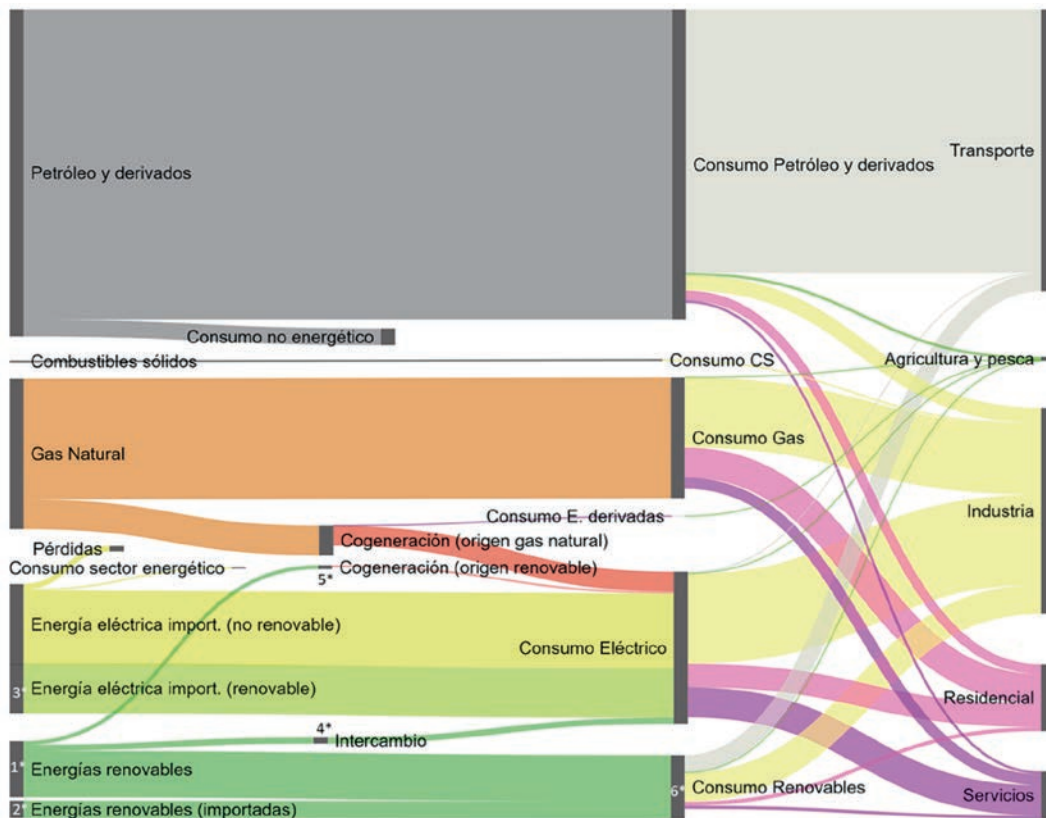 Petróleo y derivados
Consumo Petróleo y derivados
Transporte
Consumo no energético
Combustibles sólidos
Consumo CS
Agricultura y pesca
Gas Natural
Consumo Gas
Industria
Consumo E. derivadas
Cogeneración (origen gas natural)
Pérdidas
Consumo sector energético
Cogeneración (origen renovable)
5*
Energía eléctrica import. (no renovable)
Consumo Eléctrico
3*
Energía eléctrica import. (renovable)
Residencial
4*
Intercambio
1*
Energías renovables
6*
Consumo Renovables
Servicios
2*
Energías renovables (importadas)